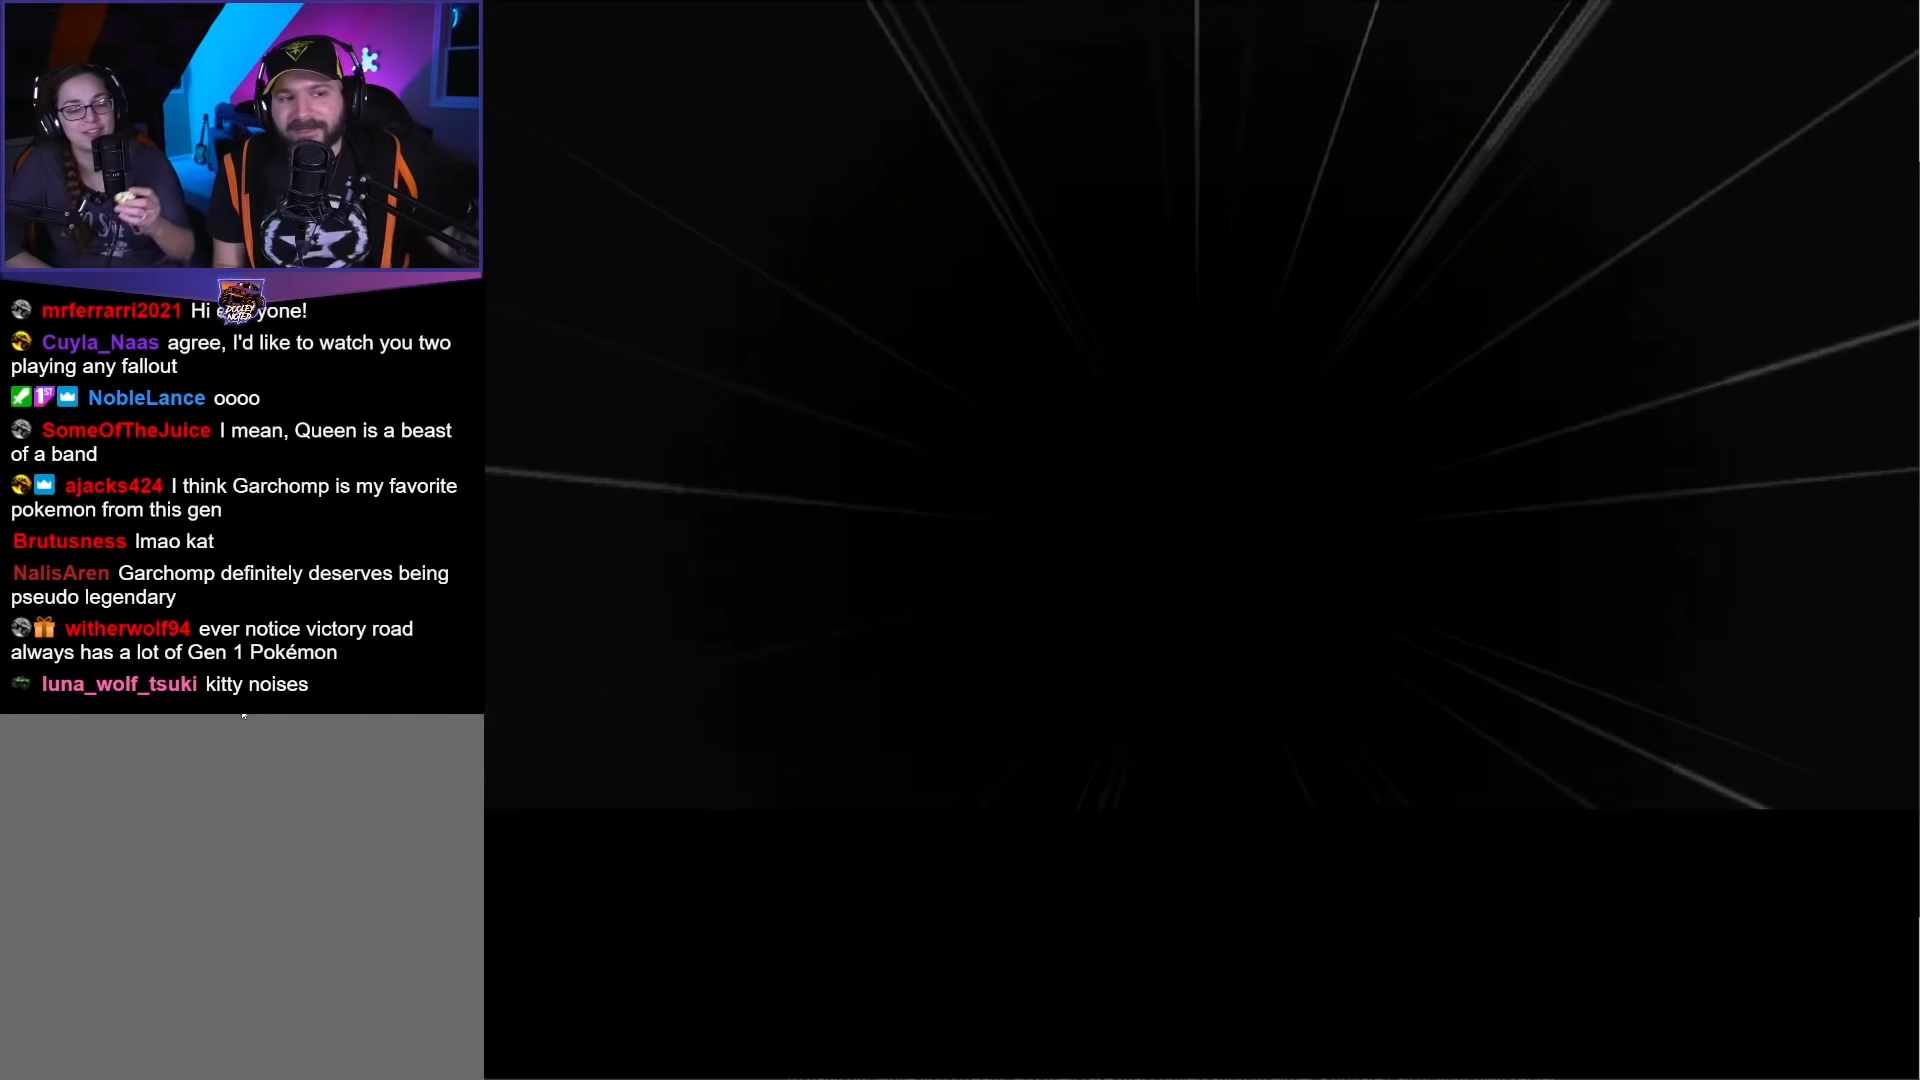 mrferrarri2021 Hi e yone!
DOOLEY
NOTED
Cuyla_Naas agree, I'd like to watch you two
playing any fallout
1ST NobleLance oooo
SomeOfTheJuice I mean, Queen is a beast
of a band
ajacks424 I think Garchomp is my favorite
pokemon from this gen
Brutusness lmao kat
NalisAren Garchomp definitely deserves being
pseudo legendary
witherwolf94 ever notice victory road
always has a lot of Gen 1 Pokémon
luna_wolf_tsuki kitty noises